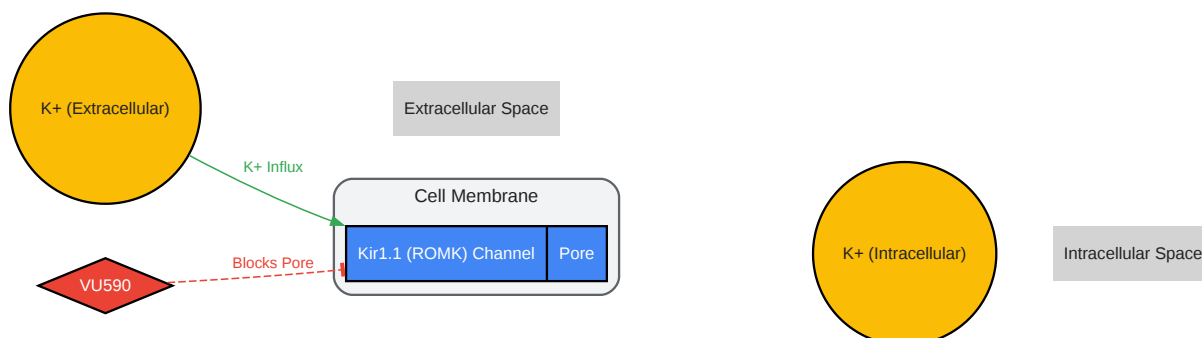 K+ (Extracellular)
Extracellular Space
K+ Influx
Cell Membrane
Kir1.1 (ROMK) Channel
Pore
Blocks Pore
VU590
K+ (Intracellular)
Intracellular Space